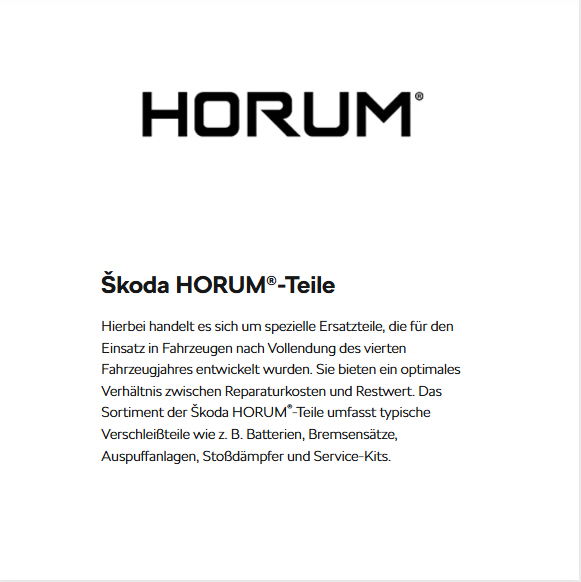 HORUM®
Škoda HORUM®-Teile
Hierbei handelt es sich um spezielle Ersatzteile, die für den
Einsatz in Fahrzeugen nach Vollendung des vierten
Fahrzeugjahres entwickelt wurden. Sie bieten ein optimales
Verhältnis zwischen Reparaturkosten und Restwert. Das
Sortiment der Škoda HORUM®-Teile umfasst typische
Verschleißteile wie z. B. Batterien, Bremsensätze,
Auspuffanlagen, Stoßdämpfer und Service-Kits.